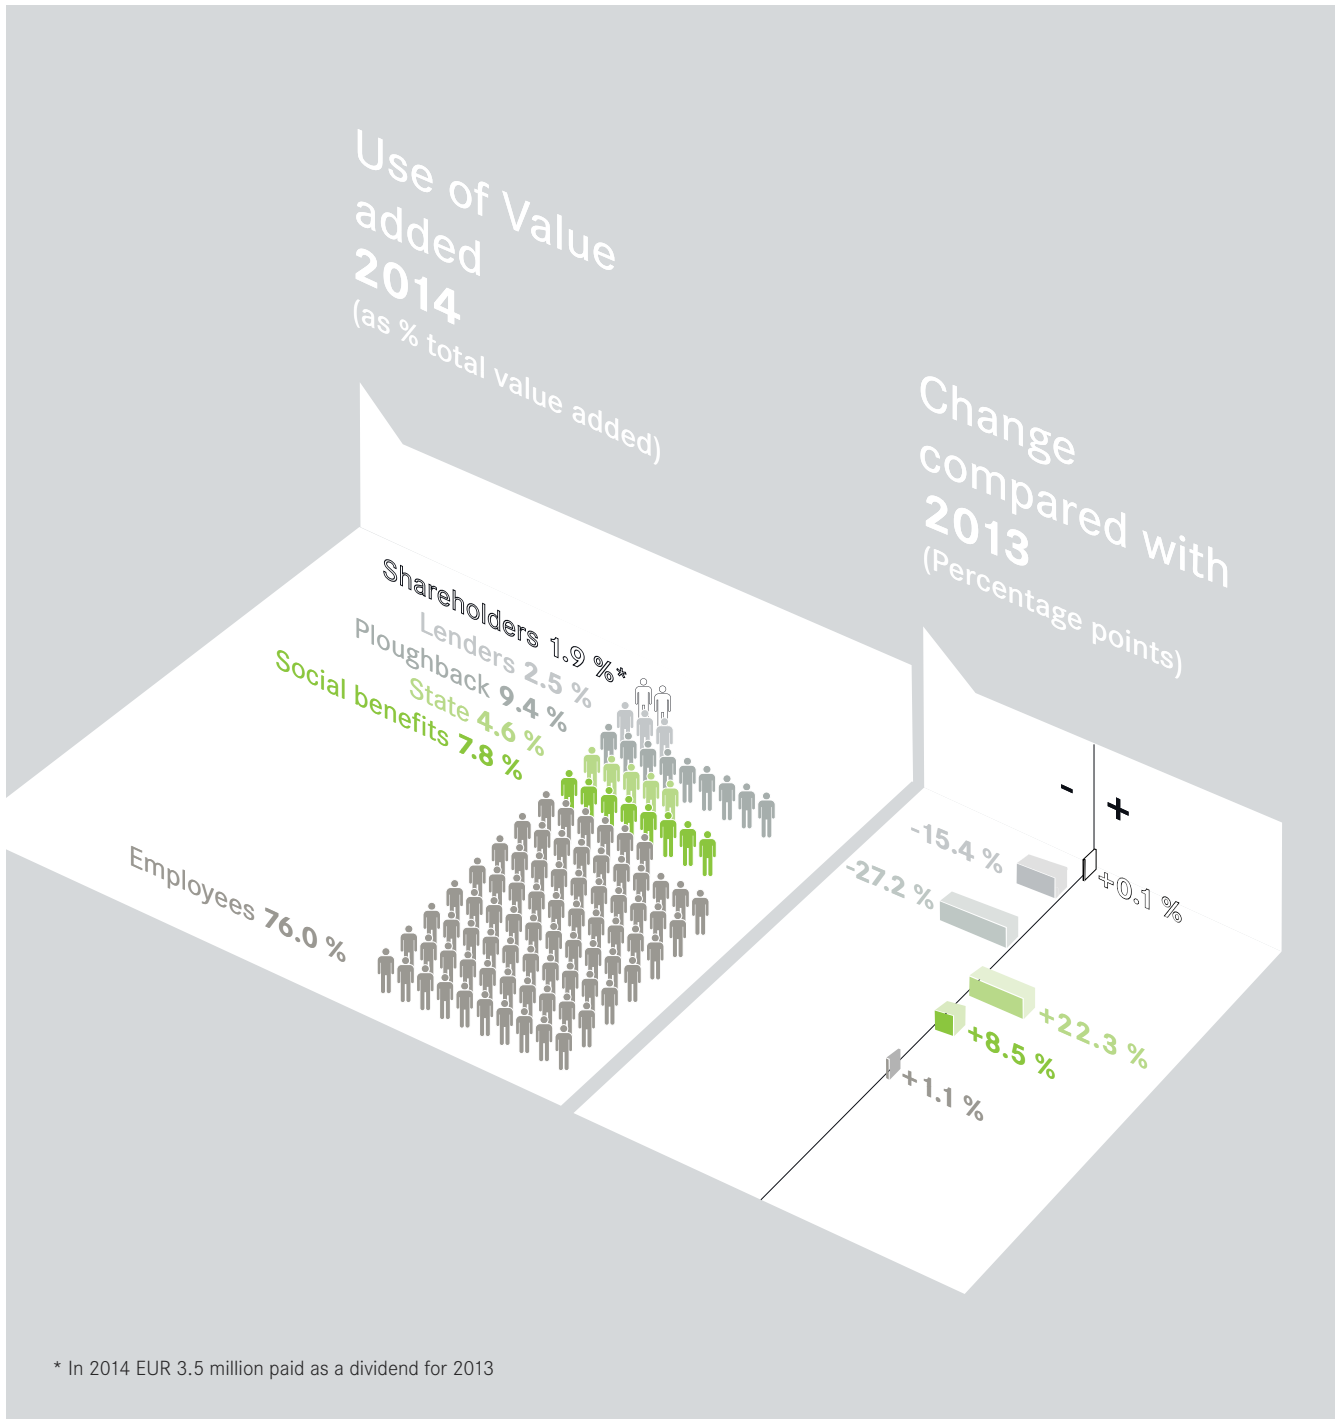 Use of Value
added
2014
(as % total value added)
Shareholders 1.9 %*
Lenders 2.5 %
Ploughback 9.4 %
State 4.6 %
Social benefits 7.8 %
Employees 76.0 %
Change
compared with
2013
(Percentage points)
- +
+0.1 %
-15.4 %
-27.2 %
+22.3 %
+8.5 %
+1.1 %
* In 2014 EUR 3.5 million paid as a dividend for 2013